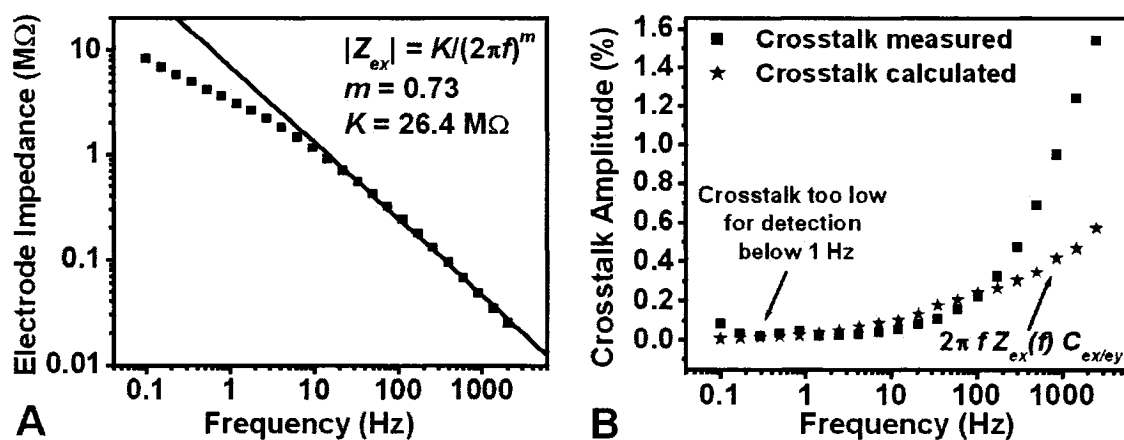 Electrode Impedance (MΩ)
10
1
0.1
0.01
|Z_ex| = K/(2πf)^m
m = 0.73
K = 26.4 MΩ
0.1 1 10 100 1000
A Frequency (Hz)
Crosstalk Amplitude (%)
1.6
1.4
1.2
1.0
0.8
0.6
0.4
0.2
0.0
Crosstalk measured
Crosstalk calculated
Crosstalk too low
for detection
below 1 Hz
2π f Z_ex(f) C_ex/ey
0.1 1 10 100 1000
B Frequency (Hz)